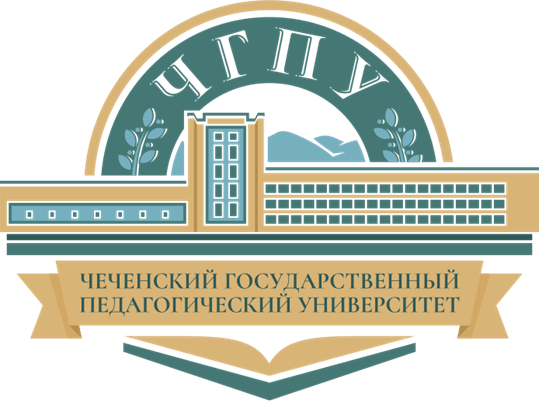 ЧГПУ
ЧЕЧЕНСКИЙ ГОСУДАРСТВЕННЫЙ
ПЕДАГОГИЧЕСКИЙ УНИВЕРСИТЕТ